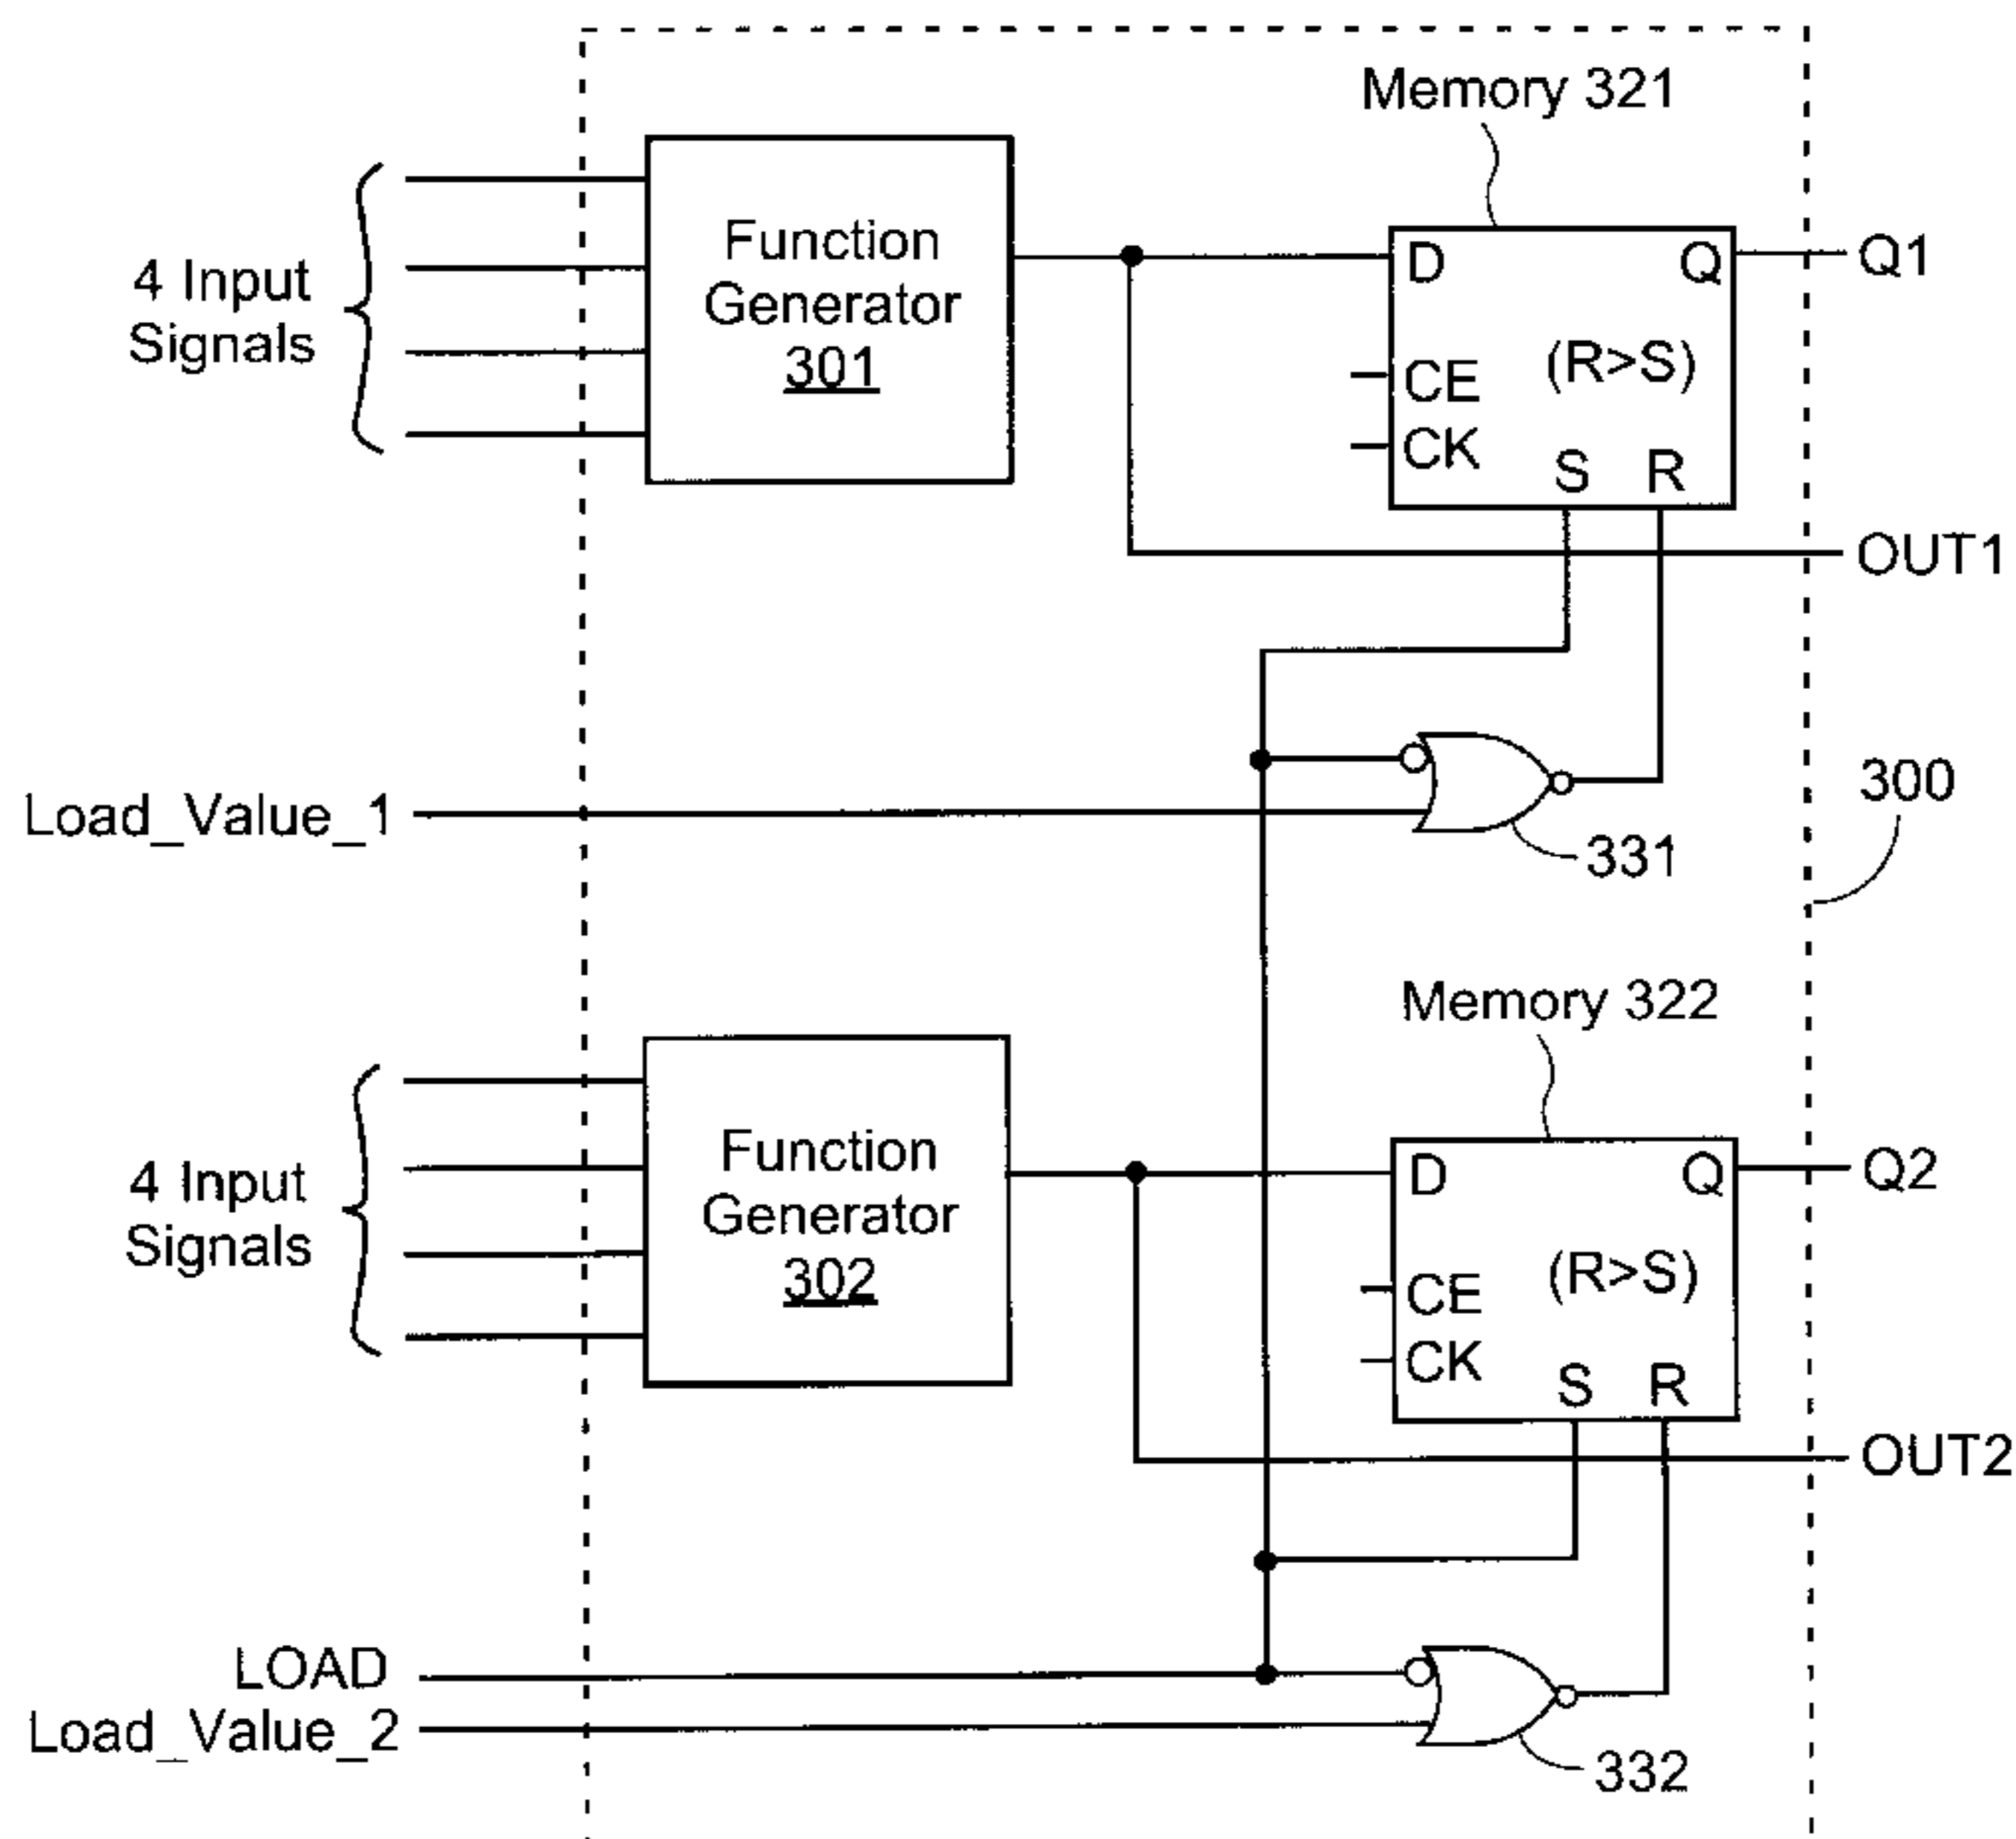 Memory 321
4 Input
Signals
Function
Generator
301
D
Q
Q1
(R>S)
CE
CK
S
R
OUT1
Load_Value_1
331
300
Memory 322
4 Input
Signals
Function
Generator
302
D
Q
Q2
(R>S)
CE
CK
S
R
OUT2
LOAD
Load_Value_2
332